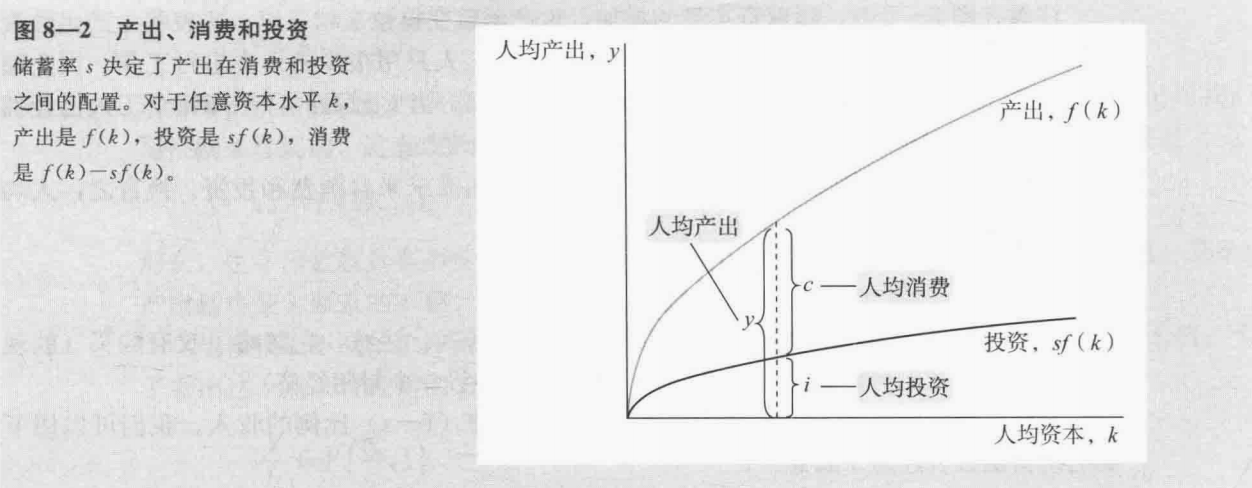 图 8—2 产出、消费和投资
储蓄率 s 决定了产出在消费和投资
之间的配置。对于任意资本水平 k，
产出是 f(k)，投资是 sf(k)，消费
是 f(k)－sf(k)。
人均产出，y
产出，f(k)
人均产出
c — 人均消费
y
投资，sf(k)
i — 人均投资
人均资本，k